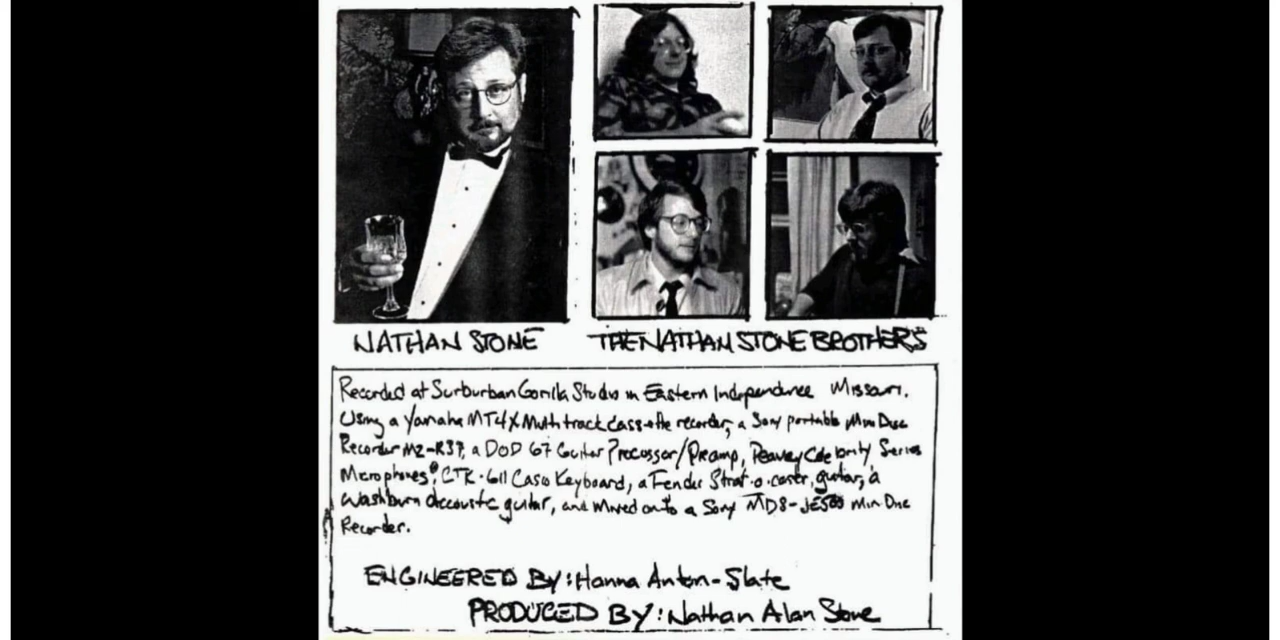 NATHAN STONE
THE NATHAN STONE BROTHERS
Recorded at Surburban Gorilla Studio in Eastern Independence Missouri.
Using a Yamaha MT4X Multitrack Cassette recorder, a Sony portable Mini Disc
Recorder MZ-R37, a DOD G7 Guitar Processor/Preamp, Peavey Celebrity Series
Microphones, CTK-611 Casio Keyboard, a Fender Strat-o-caster, guitar, a
Washburn Accoustic guitar, and mixed onto a Sony MDS-JE500 Mini Disc
Recorder.
ENGINEERED BY: Hanna Anton-Slate
PRODUCED BY: Nathan Alan Stone